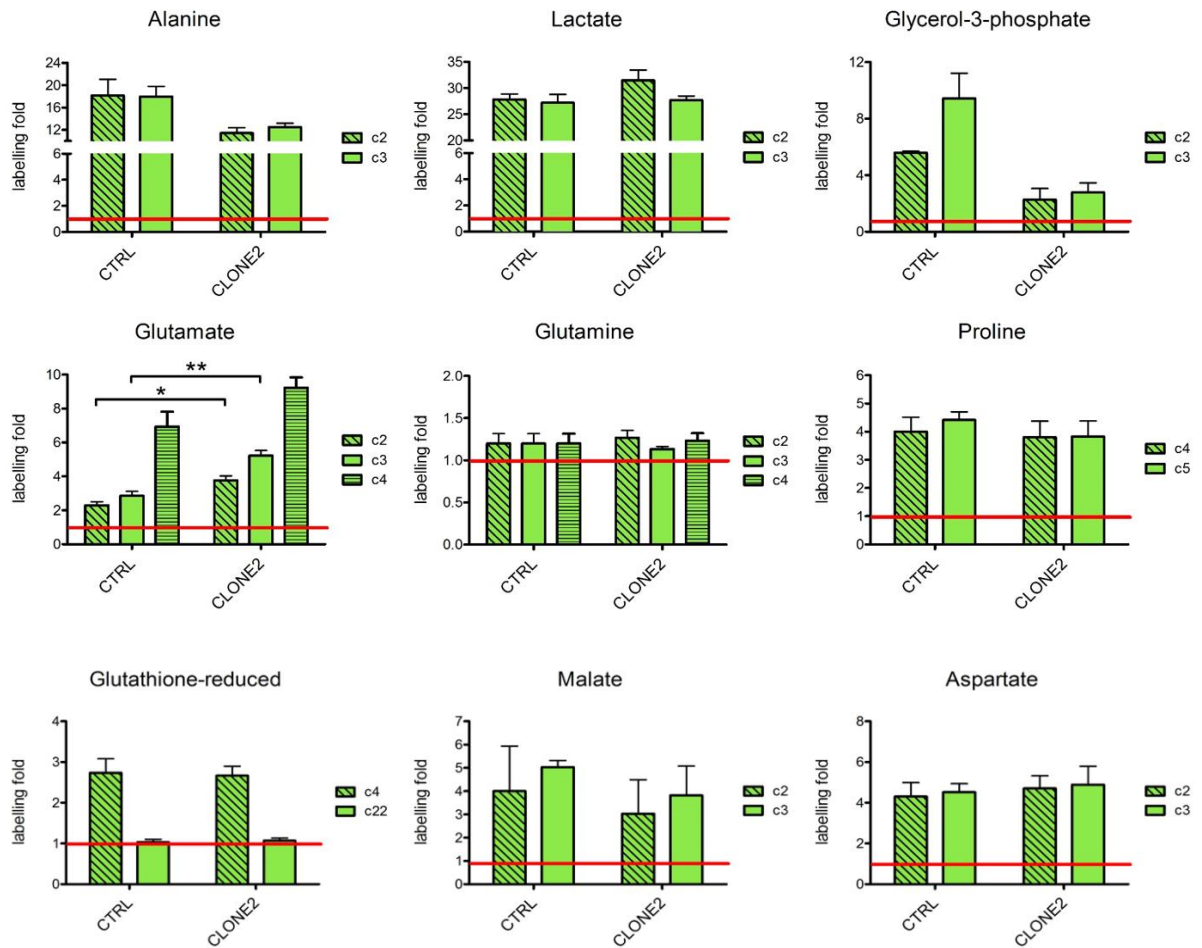 Alanine
labelling fold
24
20
16
12
6
4
2
0
CTRL
CLONE2
c2
c3
Lactate
labelling fold
35
30
25
20
6
4
2
0
CTRL
CLONE2
c2
c3
Glycerol-3-phosphate
labelling fold
12
8
4
0
CTRL
CLONE2
c2
c3
Glutamate
labelling fold
10
8
6
4
2
0
**
*
CTRL
CLONE2
c2
c3
c4
Glutamine
labelling fold
2.0
1.5
1.0
0.5
0.0
CTRL
CLONE2
c2
c3
c4
Proline
labelling fold
6
5
4
3
2
1
0
CTRL
CLONE2
c4
c5
Glutathione-reduced
labelling fold
4
3
2
1
0
CTRL
CLONE2
c4
c22
Malate
labelling fold
7
6
5
4
3
2
1
0
CTRL
CLONE2
c2
c3
Aspartate
labelling fold
8
6
4
2
0
CTRL
CLONE2
c2
c3